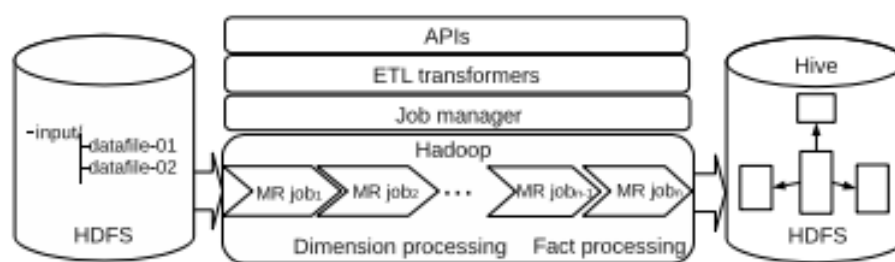 -input/
datafile-01
datafile-02
HDFS
APIs
ETL transformers
Job manager
Hadoop
MR job1
MR job2
...
MR jobn-1
MR jobn
Dimension processing
Fact processing
Hive
HDFS